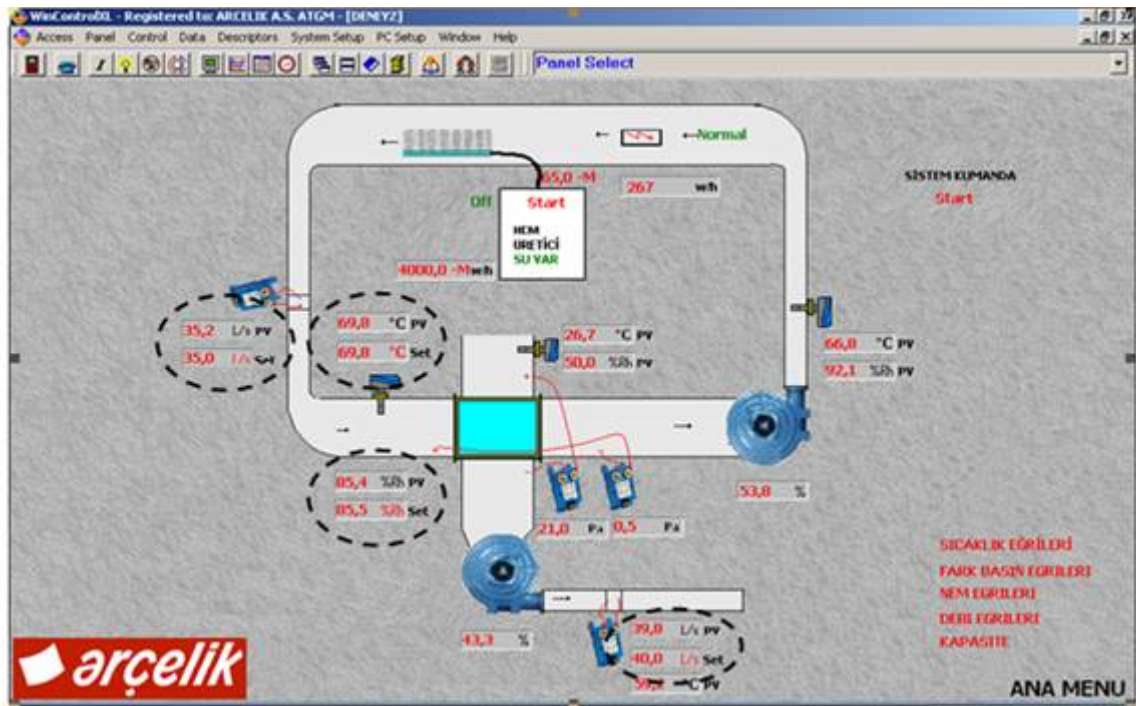 WinControlXL - Registered to: ARCELIK A.S. ATGM - [DENEY2]
Access Panel Control Data Descriptors System Setup PC Setup Window Help
Panel Select
Normal
65,0 -M
267 w/h
SİSTEM KUMANDA
Start
Off
Start
NEM
ÜRETİCİ
SU VAR
4000,0 -M w/h
35,2 L/s PV
35,0 L/s Set
69,8 °C PV
69,8 °C Set
26,7 °C PV
50,0 %Rh PV
66,8 °C PV
92,1 %Rh PV
85,4 %Rh PV
85,5 %Rh Set
53,8 %
21,0 Pa
0,5 Pa
SICAKLIK EĞRİLERİ
FARK BASIN EGRILERI
NEM EGRILERI
DEBI EGRILERI
KAPASITE
43,3 %
39,8 L/s PV
40,0 L/s Set
°C PV
arçelik
ANA MENU